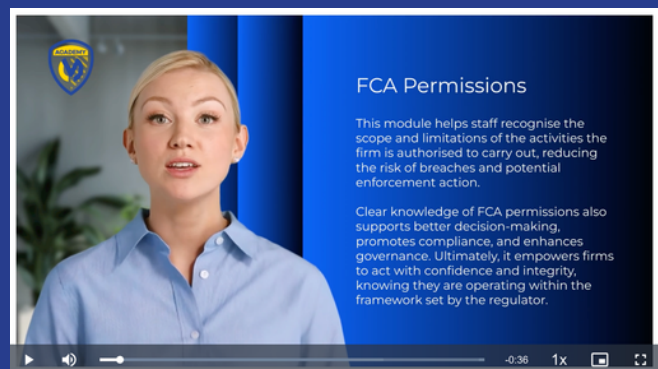 ACADEMY
FCA Permissions
This module helps staff recognise the
scope and limitations of the activities the
firm is authorised to carry out, reducing
the risk of breaches and potential
enforcement action.
Clear knowledge of FCA permissions also
supports better decision-making,
promotes compliance, and enhances
governance. Ultimately, it empowers firms
to act with confidence and integrity,
knowing they are operating within the
framework set by the regulator.
-0:36 1x